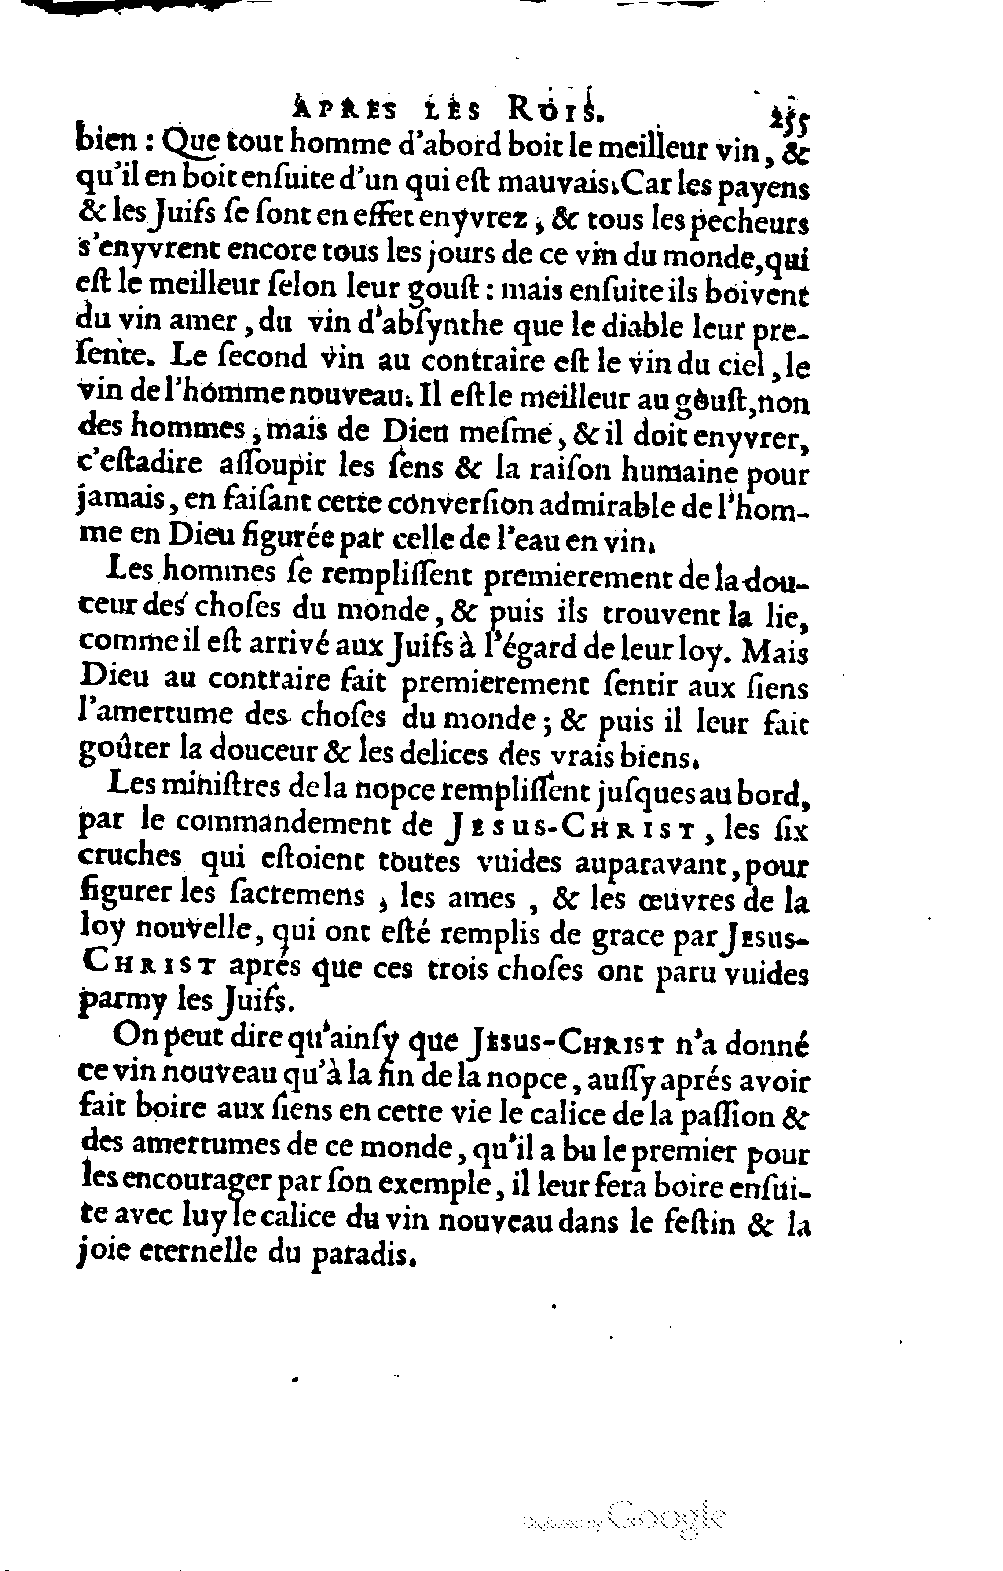 APRES LES ROIS. 255
bien : Que tout homme d'abord boit le meilleur vin, &
qu'il en boit enſuite d'un qui eſt mauvais. Car les payens
& les Juifs ſe ſont en effet enyvrez, & tous les pecheurs
s'enyvrent encore tous les jours de ce vin du monde, qui
eſt le meilleur ſelon leur gouſt : mais enſuite ils boivent
du vin amer, du vin d'abſynthe que le diable leur pre-
ſente. Le ſecond vin au contraire eſt le vin du ciel, le
vin de l'homme nouveau. Il eſt le meilleur au gouſt, non
des hommes, mais de Dieu meſme, & il doit enyvrer,
c'eſtadire aſſoupir les ſens & la raiſon humaine pour
jamais, en faiſant cette converſion admirable de l'hom-
me en Dieu figurée par celle de l'eau en vin.
Les hommes ſe rempliſſent premierement de la dou-
ceur des choſes du monde, & puis ils trouvent la lie,
comme il eſt arrivé aux Juifs à l'égard de leur loy. Mais
Dieu au contraire fait premierement ſentir aux ſiens
l'amertume des choſes du monde ; & puis il leur fait
goûter la douceur & les delices des vrais biens.
Les miniſtres de la nopce rempliſſent juſques au bord,
par le commandement de JESUS-CHRIST, les ſix
cruches qui eſtoient toutes vuides auparavant, pour
figurer les ſacremens, les ames, & les œuvres de la
loy nouvelle, qui ont eſté remplis de grace par JESUS-
CHRIST aprés que ces trois choſes ont paru vuides
parmy les Juifs.
On peut dire qu'ainſy que JESUS-CHRIST n'a donné
ce vin nouveau qu'à la fin de la nopce, auſſy aprés avoir
fait boire aux ſiens en cette vie le calice de la paſſion &
des amertumes de ce monde, qu'il a bu le premier pour
les encourager par ſon exemple, il leur fera boire enſui-
te avec luy le calice du vin nouveau dans le feſtin & la
joie eternelle du paradis.
Digitized by Google